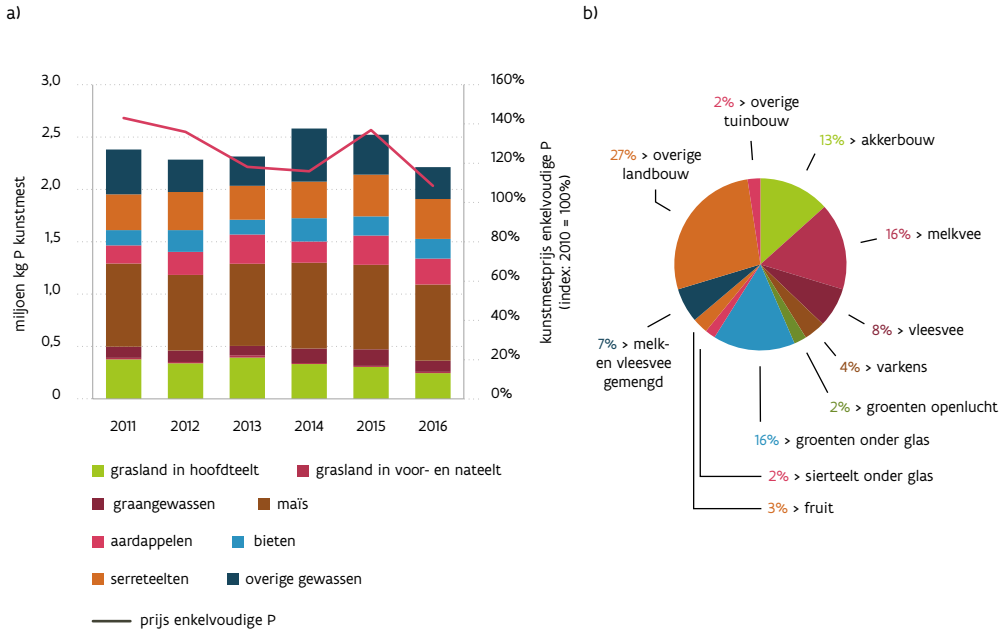 a)
miljoen kg P kunstmest
3,0
2,5
2,0
1,5
1,0
0,5
0
160%
140%
120%
100%
80%
60%
40%
20%
0%
kunstmestprijs enkelvoudige P
(index: 2010 = 100%)
2011 2012 2013 2014 2015 2016
grasland in hoofdteelt grasland in voor- en nateelt
graangewassen maïs
aardappelen bieten
serreteelten overige gewassen
prijs enkelvoudige P
b)
2% > overige
tuinbouw
13% > akkerbouw
27% > overige
landbouw
16% > melkvee
8% > vleesvee
7% > melk-
en vleesvee
gemengd
4% > varkens
2% > groenten openlucht
16% > groenten onder glas
2% > sierteelt onder glas
3% > fruit